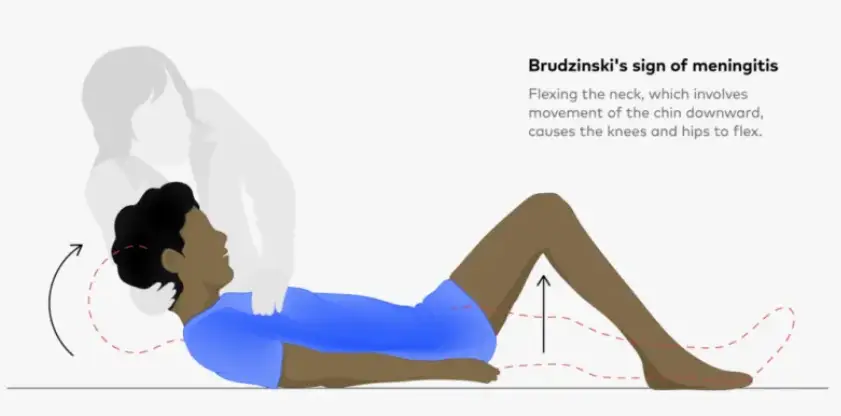 Brudzinski's sign of meningitis
Flexing the neck, which involves
movement of the chin downward,
causes the knees and hips to flex.